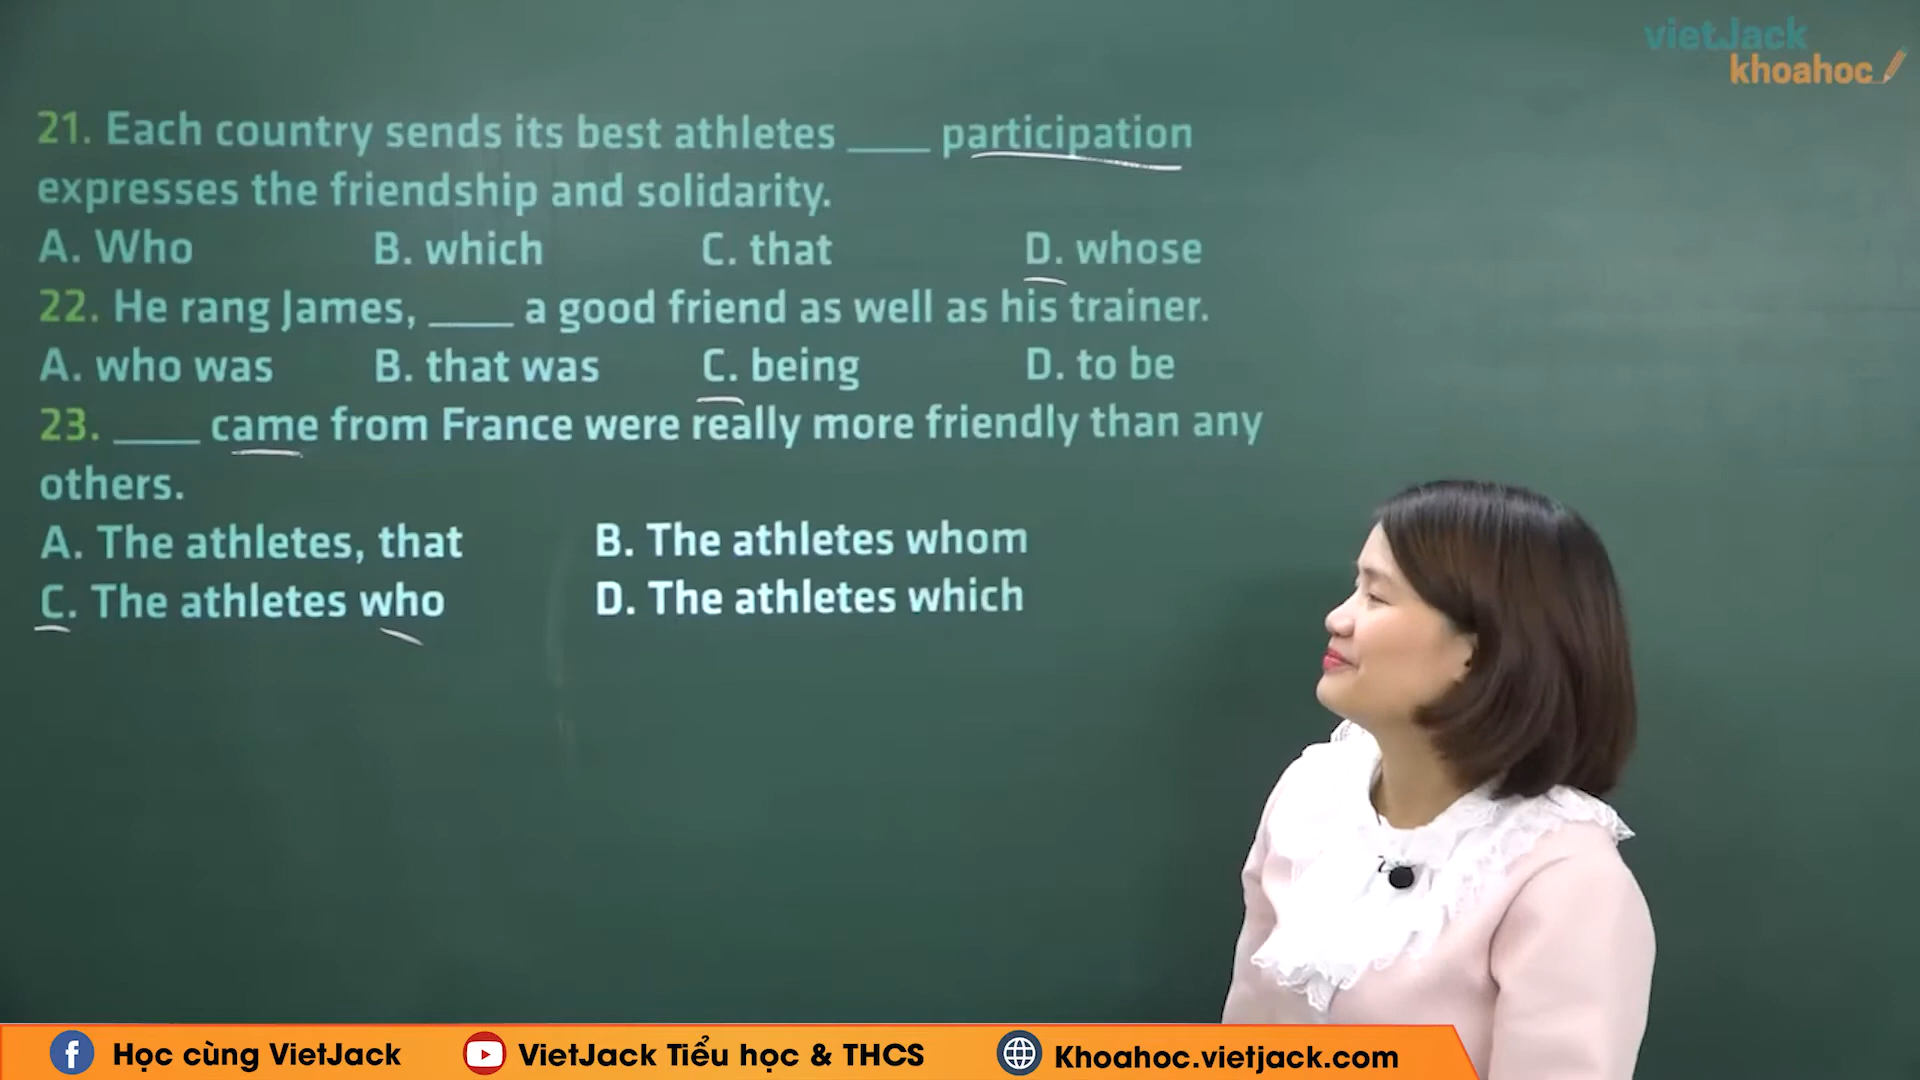 vietJack
khoahoc
21. Each country sends its best athletes ____ participation
expresses the friendship and solidarity.
A. Who B. which C. that D. whose
22. He rang James, ____ a good friend as well as his trainer.
A. who was B. that was C. being D. to be
23. ____ came from France were really more friendly than any
others.
A. The athletes, that B. The athletes whom
C. The athletes who D. The athletes which
Học cùng VietJack VietJack Tiểu học & THCS Khoahoc.vietjack.com